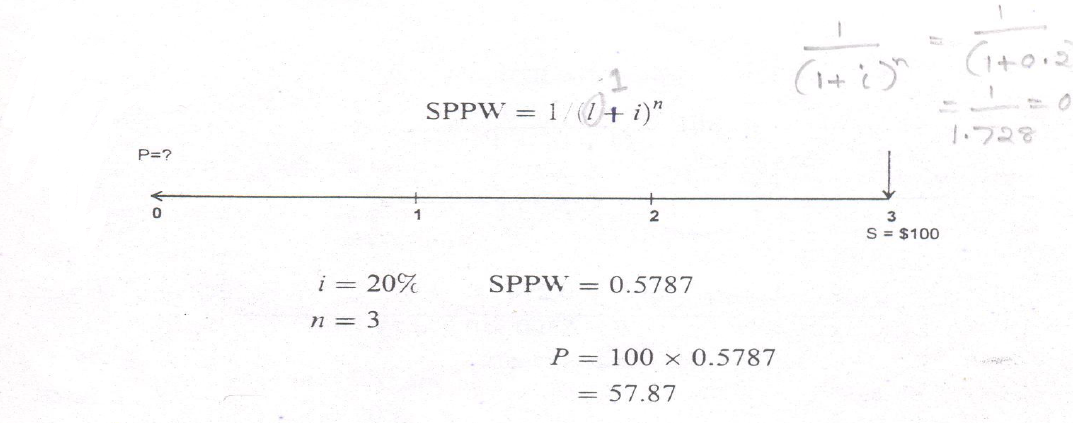 1/(1+i)^n = 1/(1+0.2
= 1/1.728 = 0
1
SPPW = 1/(l + i)^n
P=?
0 1 2 3
S = $100
i = 20% SPPW = 0.5787
n = 3
P = 100 × 0.5787
= 57.87